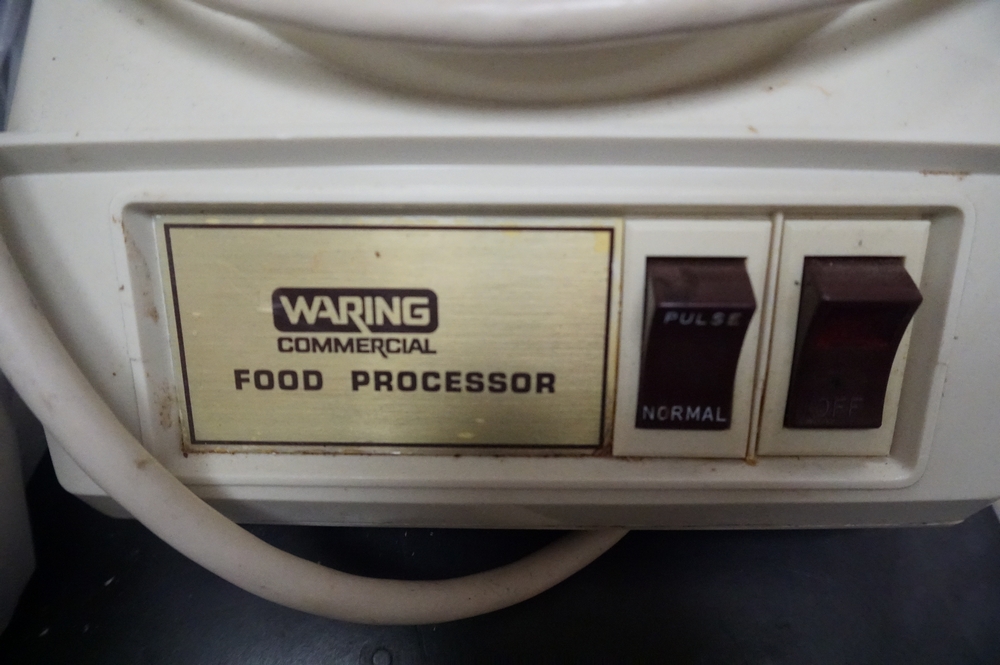 WARING
COMMERCIAL
FOOD PROCESSOR
PULSE
NORMAL
OFF